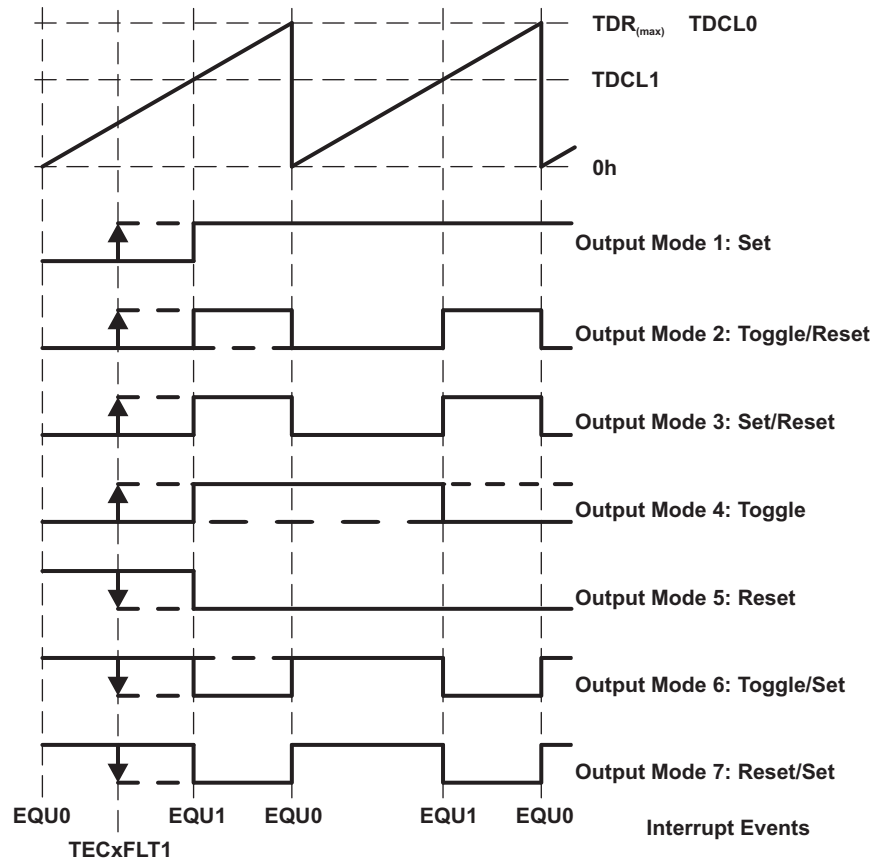 TDR(max) TDCL0
TDCL1
0h
Output Mode 1: Set
Output Mode 2: Toggle/Reset
Output Mode 3: Set/Reset
Output Mode 4: Toggle
Output Mode 5: Reset
Output Mode 6: Toggle/Set
Output Mode 7: Reset/Set
EQU0 EQU1 EQU0 EQU1 EQU0 Interrupt Events
TECxFLT1